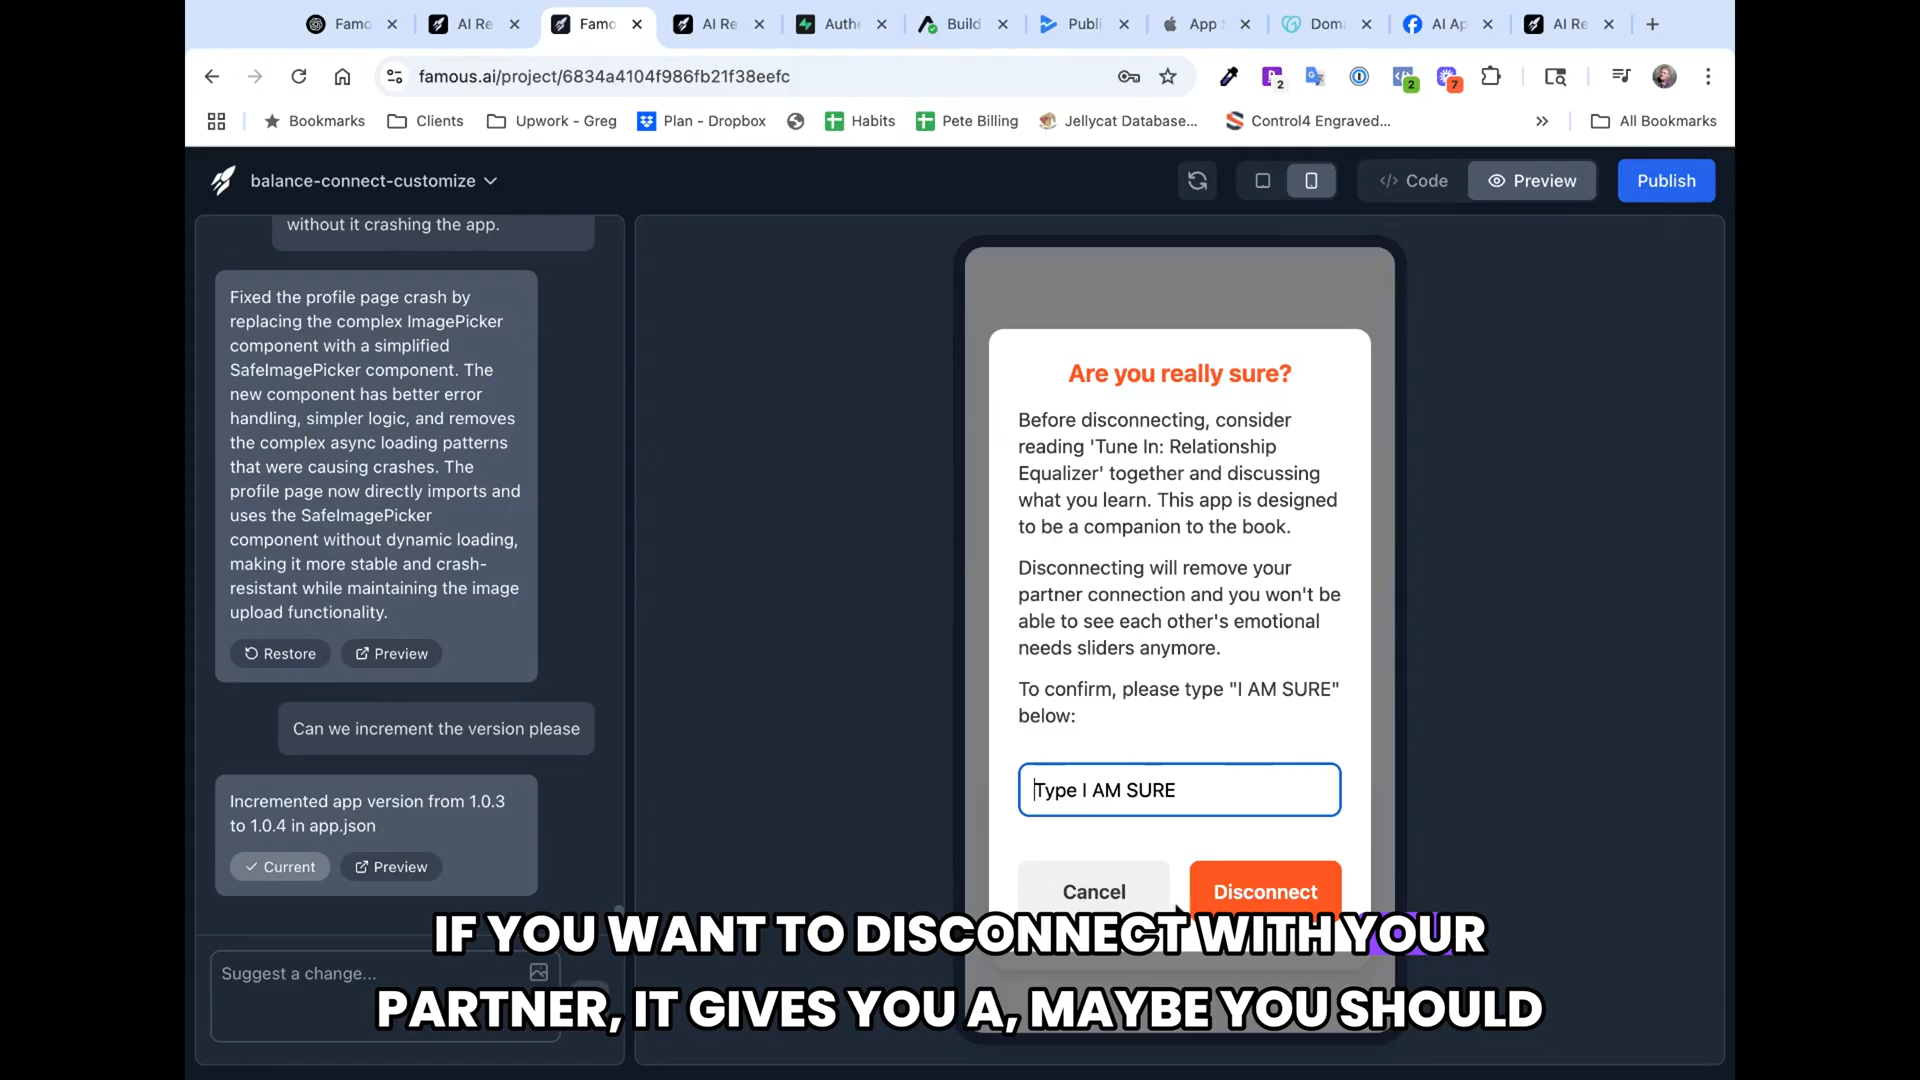 Famo
AI Re
Famo
AI Re
Auth
Build
Publi
App
Dom
AI Ap
AI Re
famous.ai/project/6834a4104f986fb21f38eefc
2
2
7
Bookmarks
Clients
Upwork - Greg
Plan - Dropbox
Habits
Pete Billing
Jellycat Database...
Control4 Engraved...
»
All Bookmarks
balance-connect-customize
</> Code
Preview
Publish
without it crashing the app.
Fixed the profile page crash by
replacing the complex ImagePicker
component with a simplified
SafeImagePicker component. The
new component has better error
handling, simpler logic, and removes
the complex async loading patterns
that were causing crashes. The
profile page now directly imports and
uses the SafeImagePicker
component without dynamic loading,
making it more stable and crash-
resistant while maintaining the image
upload functionality.
Restore
Preview
Can we increment the version please
Incremented app version from 1.0.3
to 1.0.4 in app.json
Current
Preview
Suggest a change...
Are you really sure?
Before disconnecting, consider
reading 'Tune In: Relationship
Equalizer' together and discussing
what you learn. This app is designed
to be a companion to the book.
Disconnecting will remove your
partner connection and you won't be
able to see each other's emotional
needs sliders anymore.
To confirm, please type "I AM SURE"
below:
Type I AM SURE
Cancel
Disconnect
IF YOU WANT TO DISCONNECT WITH YOUR
PARTNER, IT GIVES YOU A, MAYBE YOU SHOULD